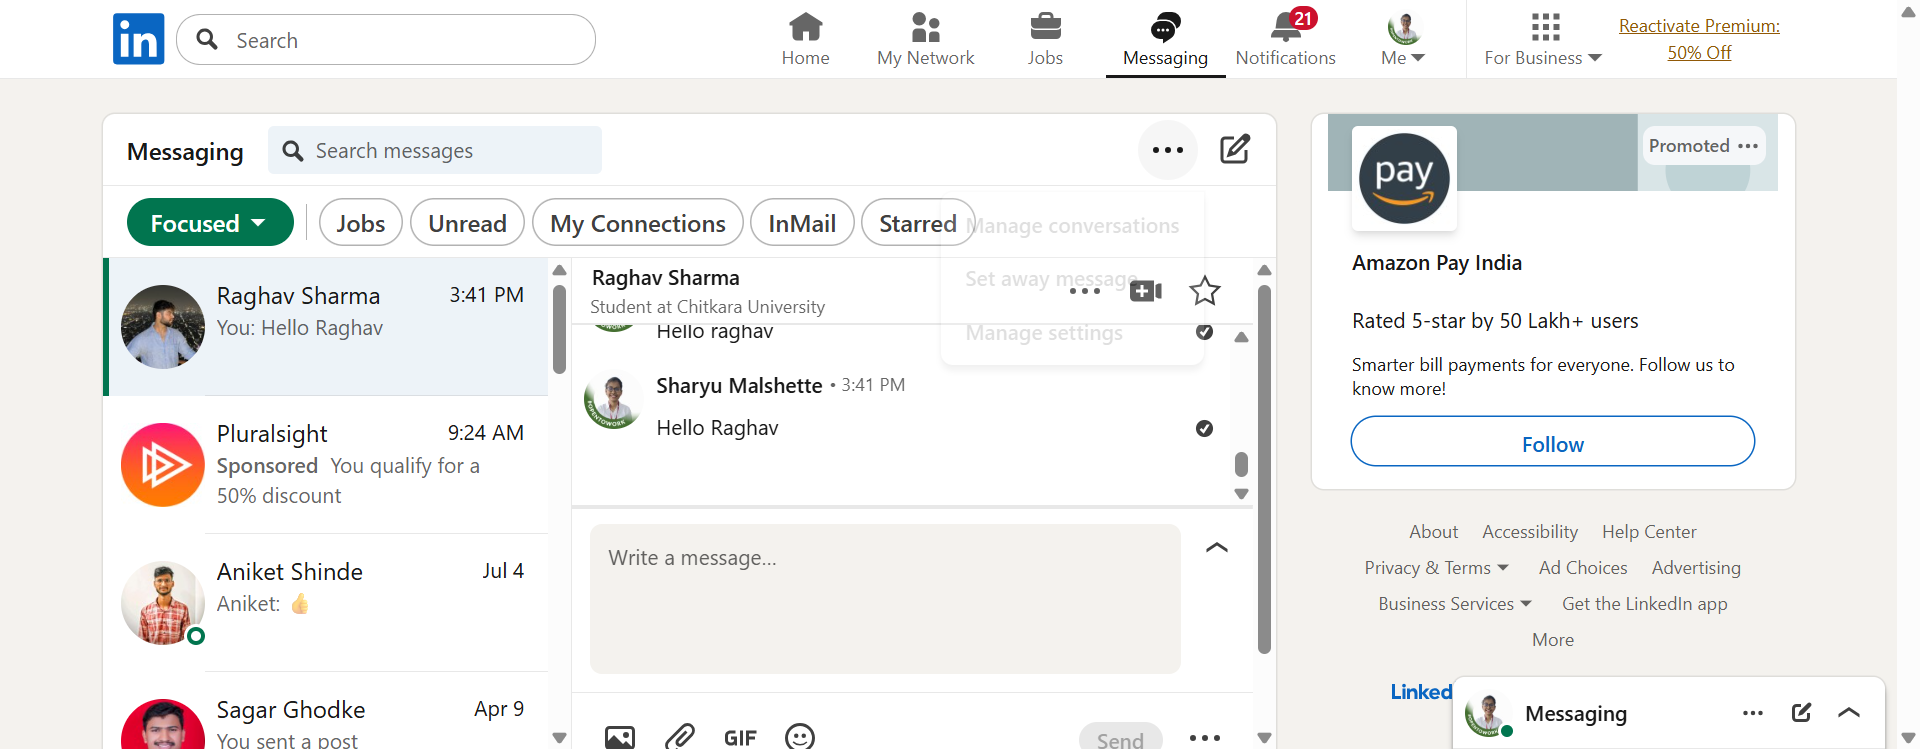 in
Search
Home
My Network
Jobs
Messaging
21
Notifications
Me
For Business
Reactivate Premium:
50% Off
Messaging
Search messages
Focused
Jobs
Unread
My Connections
InMail
Starred
Manage conversations
Set away message
Manage settings
Raghav Sharma
3:41 PM
You: Hello Raghav
Pluralsight
9:24 AM
Sponsored You qualify for a
50% discount
Aniket Shinde
Jul 4
Aniket: 👍
Sagar Ghodke
Apr 9
You sent a post
Raghav Sharma
Student at Chitkara University
Hello raghav
Sharyu Malshette • 3:41 PM
Hello Raghav
#OPENTOWORK
Write a message...
GIF
Send
Promoted
pay
Amazon Pay India
Rated 5-star by 50 Lakh+ users
Smarter bill payments for everyone. Follow us to
know more!
Follow
About
Accessibility
Help Center
Privacy & Terms
Ad Choices
Advertising
Business Services
Get the LinkedIn app
More
Linked
Messaging